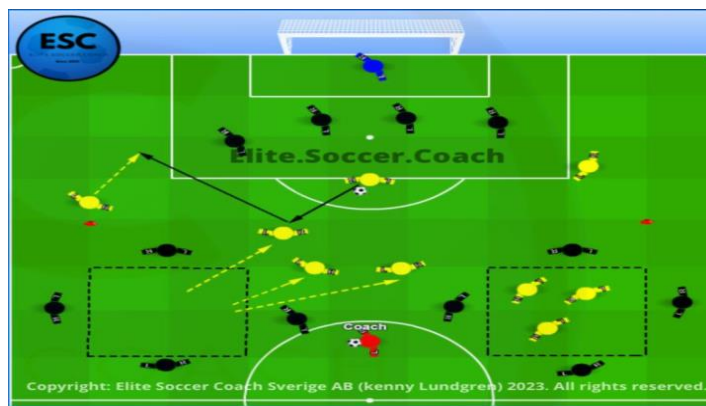 ESC
Elite.Soccer.Coach
Coach
Copyright: Elite Soccer Coach Sverige AB (kenny Lundgren) 2023. All rights reserved.